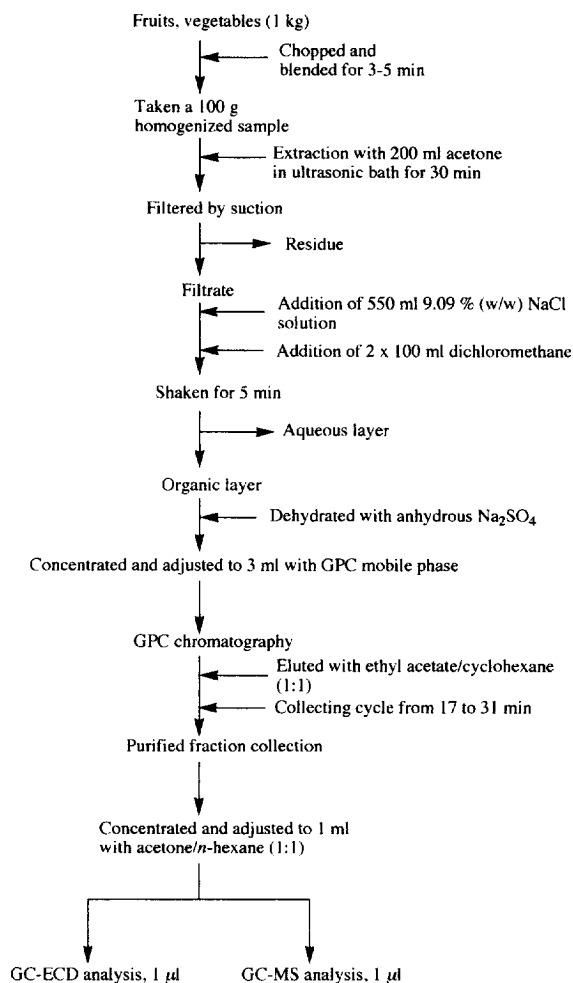 Fruits, vegetables (1 kg)
Chopped and
blended for 3-5 min
Taken a 100 g
homogenized sample
Extraction with 200 ml acetone
in ultrasonic bath for 30 min
Filtered by suction
Residue
Filtrate
Addition of 550 ml 9.09 % (w/w) NaCl
solution
Addition of 2 x 100 ml dichloromethane
Shaken for 5 min
Aqueous layer
Organic layer
Dehydrated with anhydrous Na₂SO₄
Concentrated and adjusted to 3 ml with GPC mobile phase
GPC chromatography
Eluted with ethyl acetate/cyclohexane
(1:1)
Collecting cycle from 17 to 31 min
Purified fraction collection
Concentrated and adjusted to 1 ml
with acetone/n-hexane (1:1)
GC-ECD analysis, 1 µl
GC-MS analysis, 1 µl